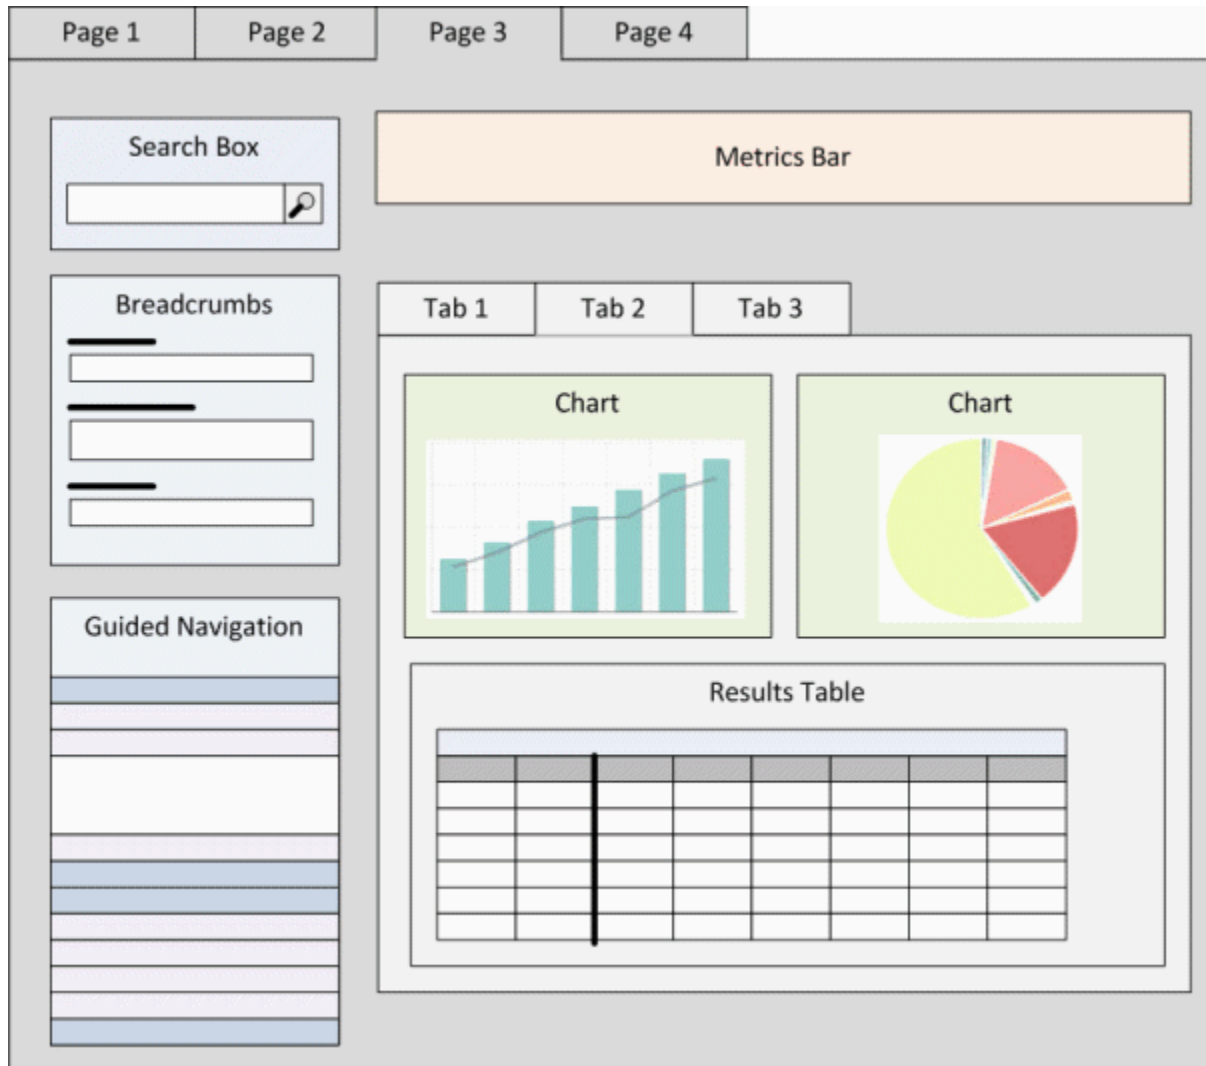 Page 1
Page 2
Page 3
Page 4
Search Box
Metrics Bar
Breadcrumbs
Tab 1
Tab 2
Tab 3
Chart
Chart
Guided Navigation
Results Table